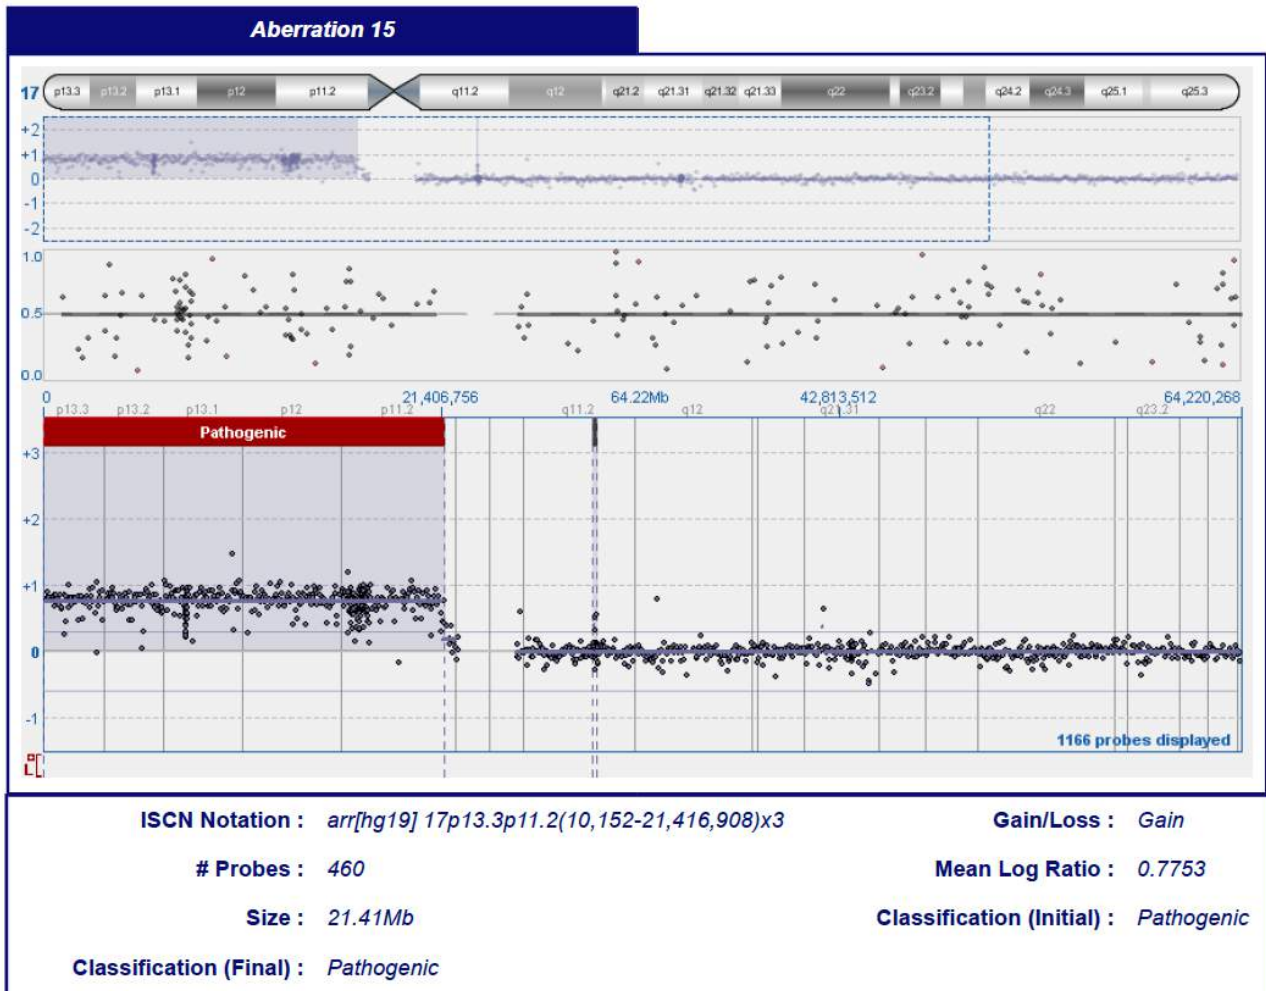 Aberration 15
17 p13.3 p13.2 p13.1 p12 p11.2 q11.2 q12 q21.2 q21.31 q21.32 q21.33 q22 q23.2 q24.2 q24.3 q25.1 q25.3
+2
+1
0
-1
-2
1.0
0.5
0.0
0 21,406,756 64.22Mb 42,813,512 64,220,268
p13.3 p13.2 p13.1 p12 p11.2 q11.2 q12 q21.31 q22 q23.2
Pathogenic
+3
+2
+1
0
-1
1166 probes displayed
L
ISCN Notation : arr[hg19] 17p13.3p11.2(10,152-21,416,908)x3 Gain/Loss : Gain
# Probes : 460 Mean Log Ratio : 0.7753
Size : 21.41Mb Classification (Initial) : Pathogenic
Classification (Final) : Pathogenic